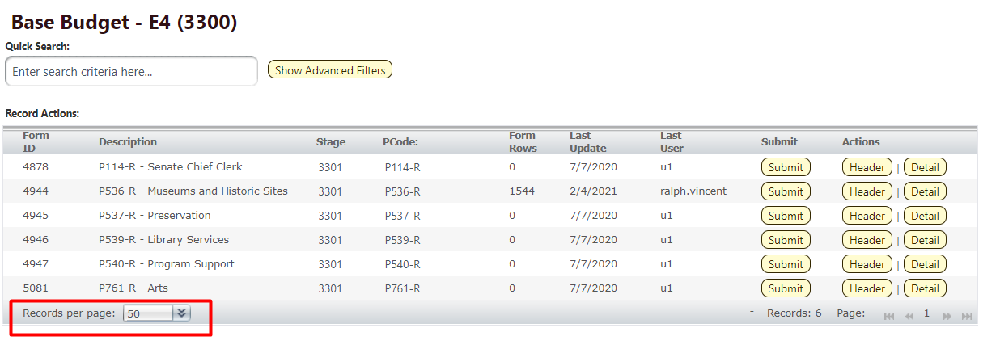 Base Budget - E4 (3300)
Quick Search:
Enter search criteria here...
Show Advanced Filters
Record Actions:
Form ID Description Stage PCode: Form Rows Last Update Last User Submit Actions
4878 P114-R - Senate Chief Clerk 3301 P114-R 0 7/7/2020 u1 Submit Header | Detail
4944 P536-R - Museums and Historic Sites 3301 P536-R 1544 2/4/2021 ralph.vincent Submit Header | Detail
4945 P537-R - Preservation 3301 P537-R 0 7/7/2020 u1 Submit Header | Detail
4946 P539-R - Library Services 3301 P539-R 0 7/7/2020 u1 Submit Header | Detail
4947 P540-R - Program Support 3301 P540-R 0 7/7/2020 u1 Submit Header | Detail
5081 P761-R - Arts 3301 P761-R 0 7/7/2020 u1 Submit Header | Detail
Records per page: 50 - Records: 6 - Page: 1